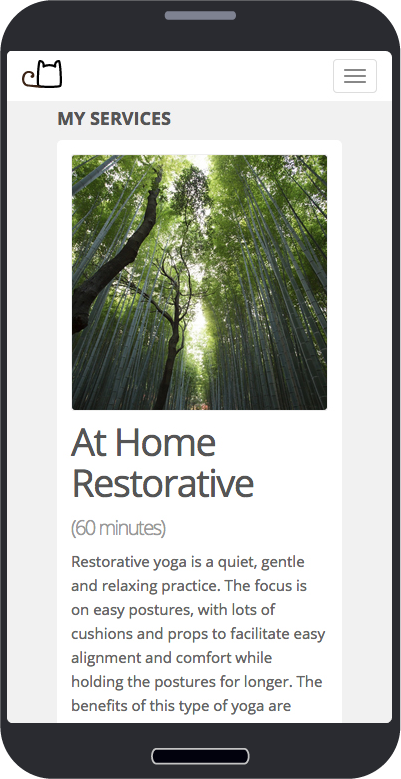 MY SERVICES
At Home
Restorative
(60 minutes)
Restorative yoga is a quiet, gentle
and relaxing practice. The focus is
on easy postures, with lots of
cushions and props to facilitate easy
alignment and comfort while
holding the postures for longer. The
benefits of this type of yoga are